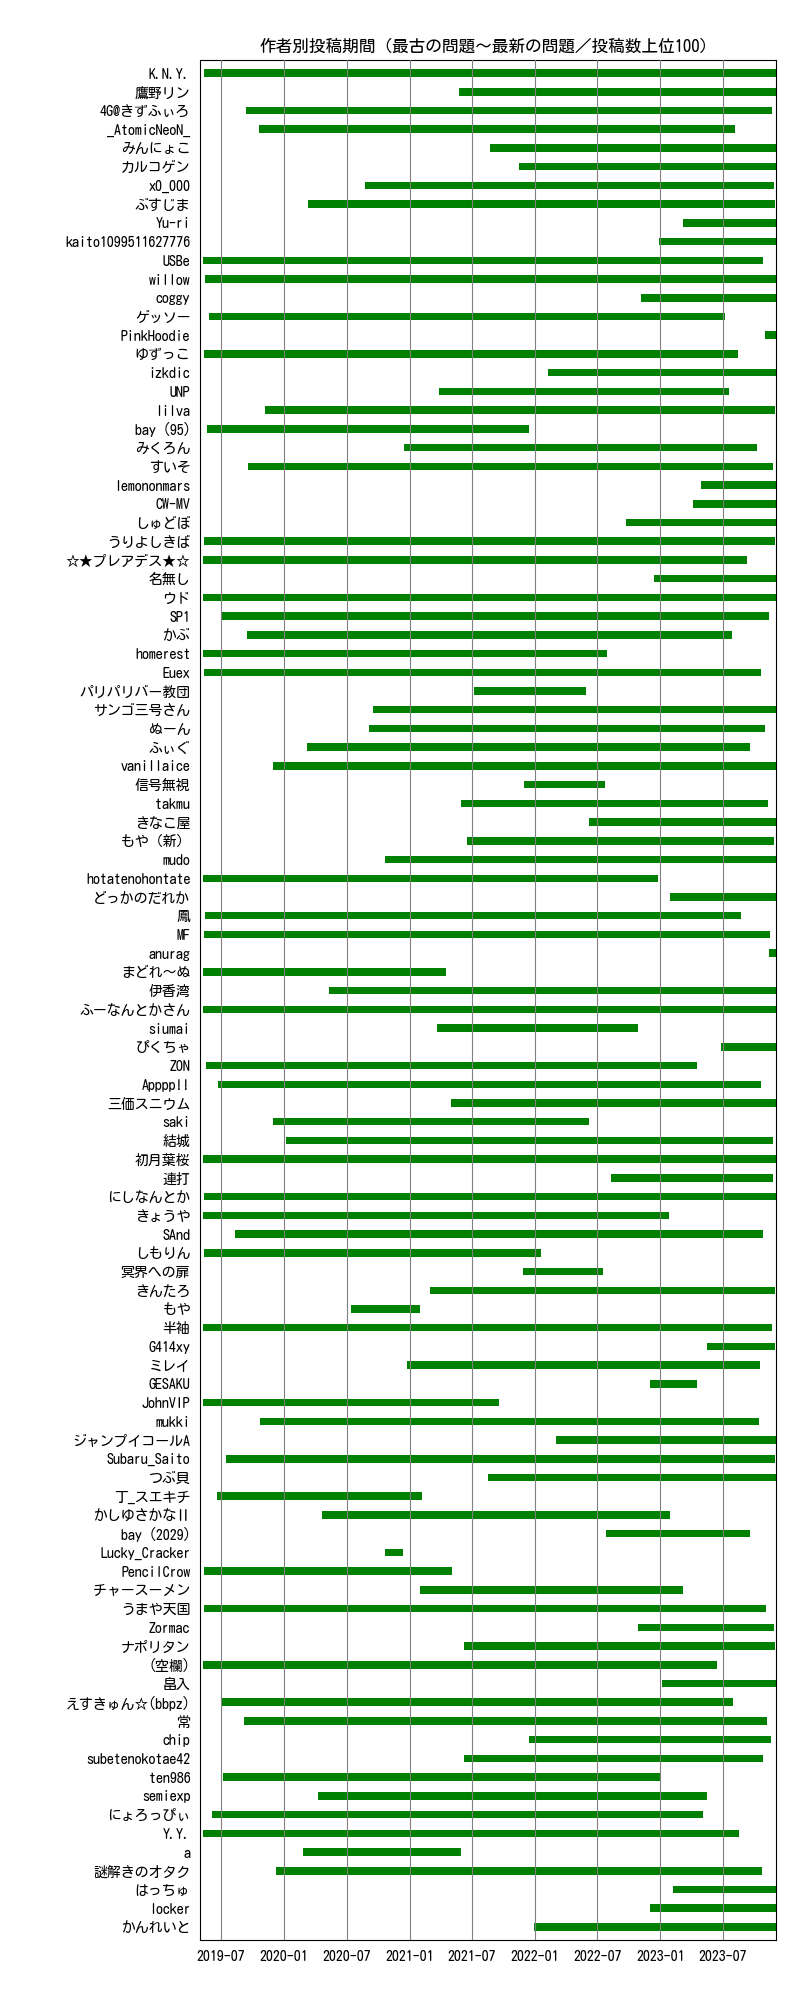 作者別投稿期間（最古の問題～最新の問題／投稿数上位100）
K.N.Y.
鷹野リン
4G@きずふぃろ
_AtomicNeoN_
みんにょこ
カルコゲン
x0_000
ぶすじま
Yu-ri
kaito1099511627776
USBe
willow
coggy
ゲッソー
PinkHoodie
ゆずっこ
izkdic
UNP
lilva
bay (95)
みくろん
すいそ
lemononmars
CW-MV
しゅどぼ
うりよしきば
☆★プレアデス★☆
名無し
ウド
SP1
かぶ
homerest
Euex
パリパリバー教団
サンゴ三号さん
ぬーん
ふぃぐ
vanillaice
信号無視
takmu
きなこ屋
もや（新）
mudo
hotatenohontate
どっかのだれか
鳳
MF
anurag
まどれ～ぬ
伊香湾
ふーなんとかさん
siumai
ぴくちゃ
ZON
Appppll
三価スニウム
saki
結城
初月葉桜
連打
にしなんとか
きょうや
SAnd
しもりん
冥界への扉
きんたろ
もや
半袖
G414xy
ミレイ
GESAKU
JohnVIP
mukki
ジャンプイコールA
Subaru_Saito
つぶ貝
丁_スエキチ
かしゆさかなⅡ
bay (2029)
Lucky_Cracker
PencilCrow
チャースーメン
うまや天国
Zormac
ナポリタン
(空欄)
畠入
えすきゅん☆(bbpz)
常
chip
subetenokotae42
ten986
semiexp
にょろっぴぃ
Y.Y.
a
謎解きのオタク
はっちゅ
locker
かんれいと
2019-07 2020-01 2020-07 2021-01 2021-07 2022-01 2022-07 2023-01 2023-07